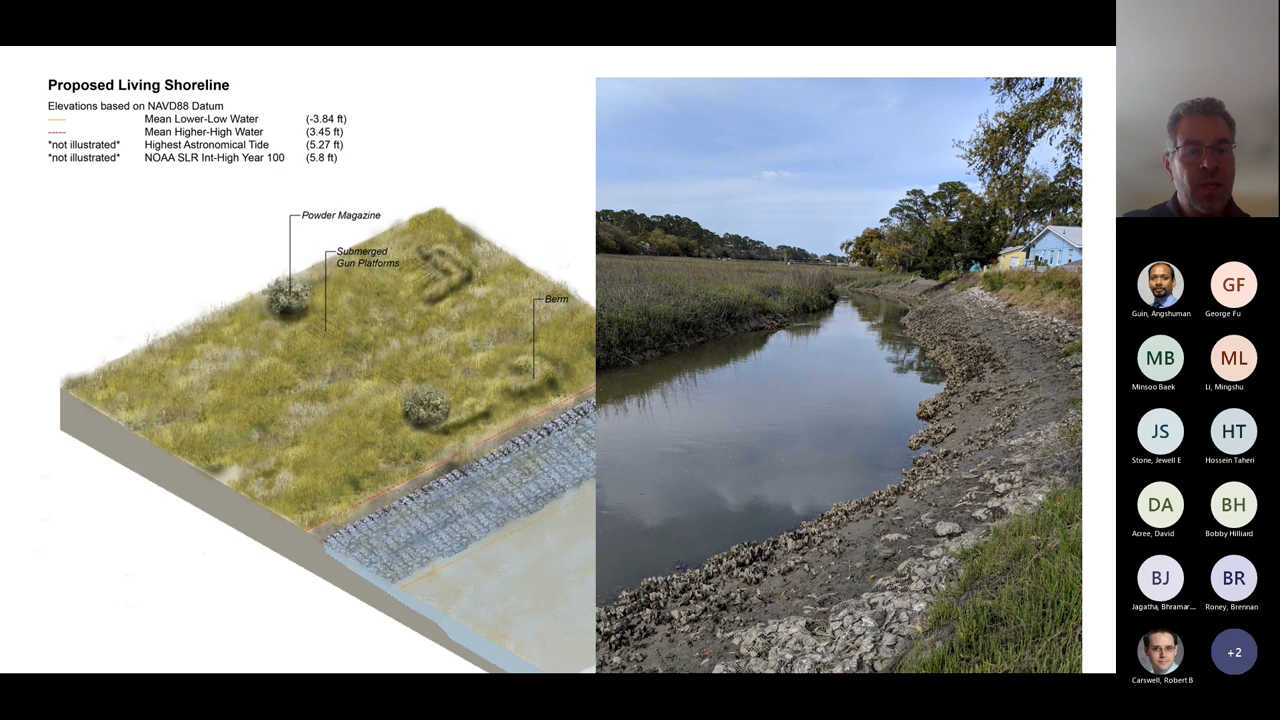 Proposed Living Shoreline
Elevations based on NAVD88 Datum
----- Mean Lower-Low Water (-3.84 ft)
----- Mean Higher-High Water (3.45 ft)
*not illustrated* Highest Astronomical Tide (5.27 ft)
*not illustrated* NOAA SLR Int-High Year 100 (5.8 ft)
Powder Magazine
Submerged
Gun Platforms
Berm
GF
Guin, Angshuman George Fu
MB ML
Minsoo Baek Li, Mingshu
JS HT
Stone, Jewell E Hossein Taheri
DA BH
Acree, David Bobby Hilliard
BJ BR
Jagatha, Bhramar... Roney, Brennan
+2
Carswell, Robert B